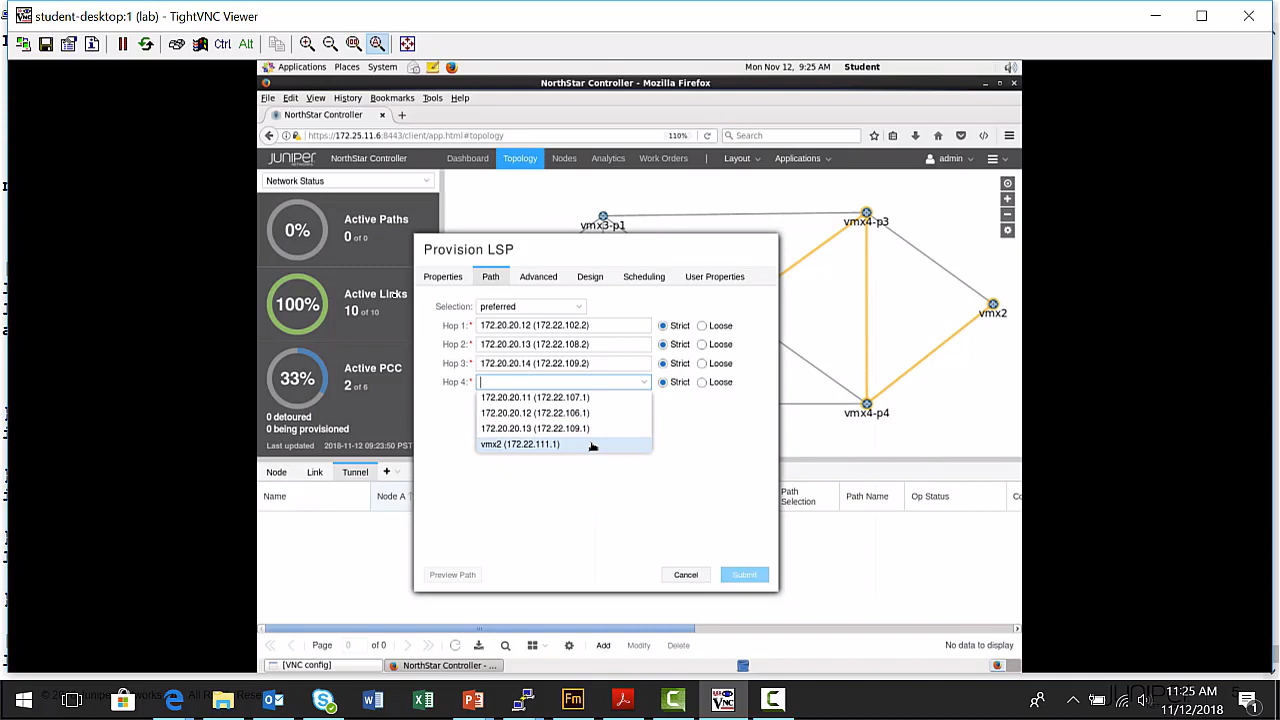 student-desktop:1 (lab) - TightVNC Viewer
Ctrl Alt
Applications Places System Mon Nov 12, 9:25 AM Student
NorthStar Controller - Mozilla Firefox
File Edit View History Bookmarks Tools Help
NorthStar Controller
https://172.25.11.6:8443/client/app.html#topology 110% Search
JUNIPER NorthStar Controller Dashboard Topology Nodes Analytics Work Orders | Layout Applications admin
Network Status
0% Active Paths
0 of 0
100% Active Links
10 of 10
33% Active PCC
2 of 6
0 detoured
0 being provisioned
Last updated 2018-11-12 09:23:50 PST
vmx3-p1
vmx4-p3
vmx2
vmx4-p4
Provision LSP
Properties Path Advanced Design Scheduling User Properties
Selection: preferred
Hop 1:* 172.20.20.12 (172.22.102.2) Strict Loose
Hop 2:* 172.20.20.13 (172.22.108.2) Strict Loose
Hop 3:* 172.20.20.14 (172.22.109.2) Strict Loose
Hop 4:* Strict Loose
172.20.20.11 (172.22.107.1)
172.20.20.12 (172.22.106.1)
172.20.20.13 (172.22.109.1)
vmx2 (172.22.111.1)
Preview Path Cancel Submit
Node Link Tunnel +
Name Node A Path Selection Path Name Op Status
Page 0 of 0 Add Modify Delete No data to display
[VNC config] NorthStar Controller - ...
11:25 AM
11/12/2018